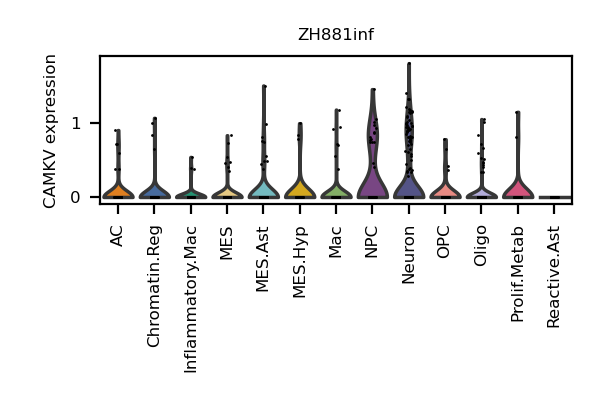 ZH881inf
CAMKV expression
1
0
AC
Chromatin.Reg
Inflammatory.Mac
MES
MES.Ast
MES.Hyp
Mac
NPC
Neuron
OPC
Oligo
Prolif.Metab
Reactive.Ast